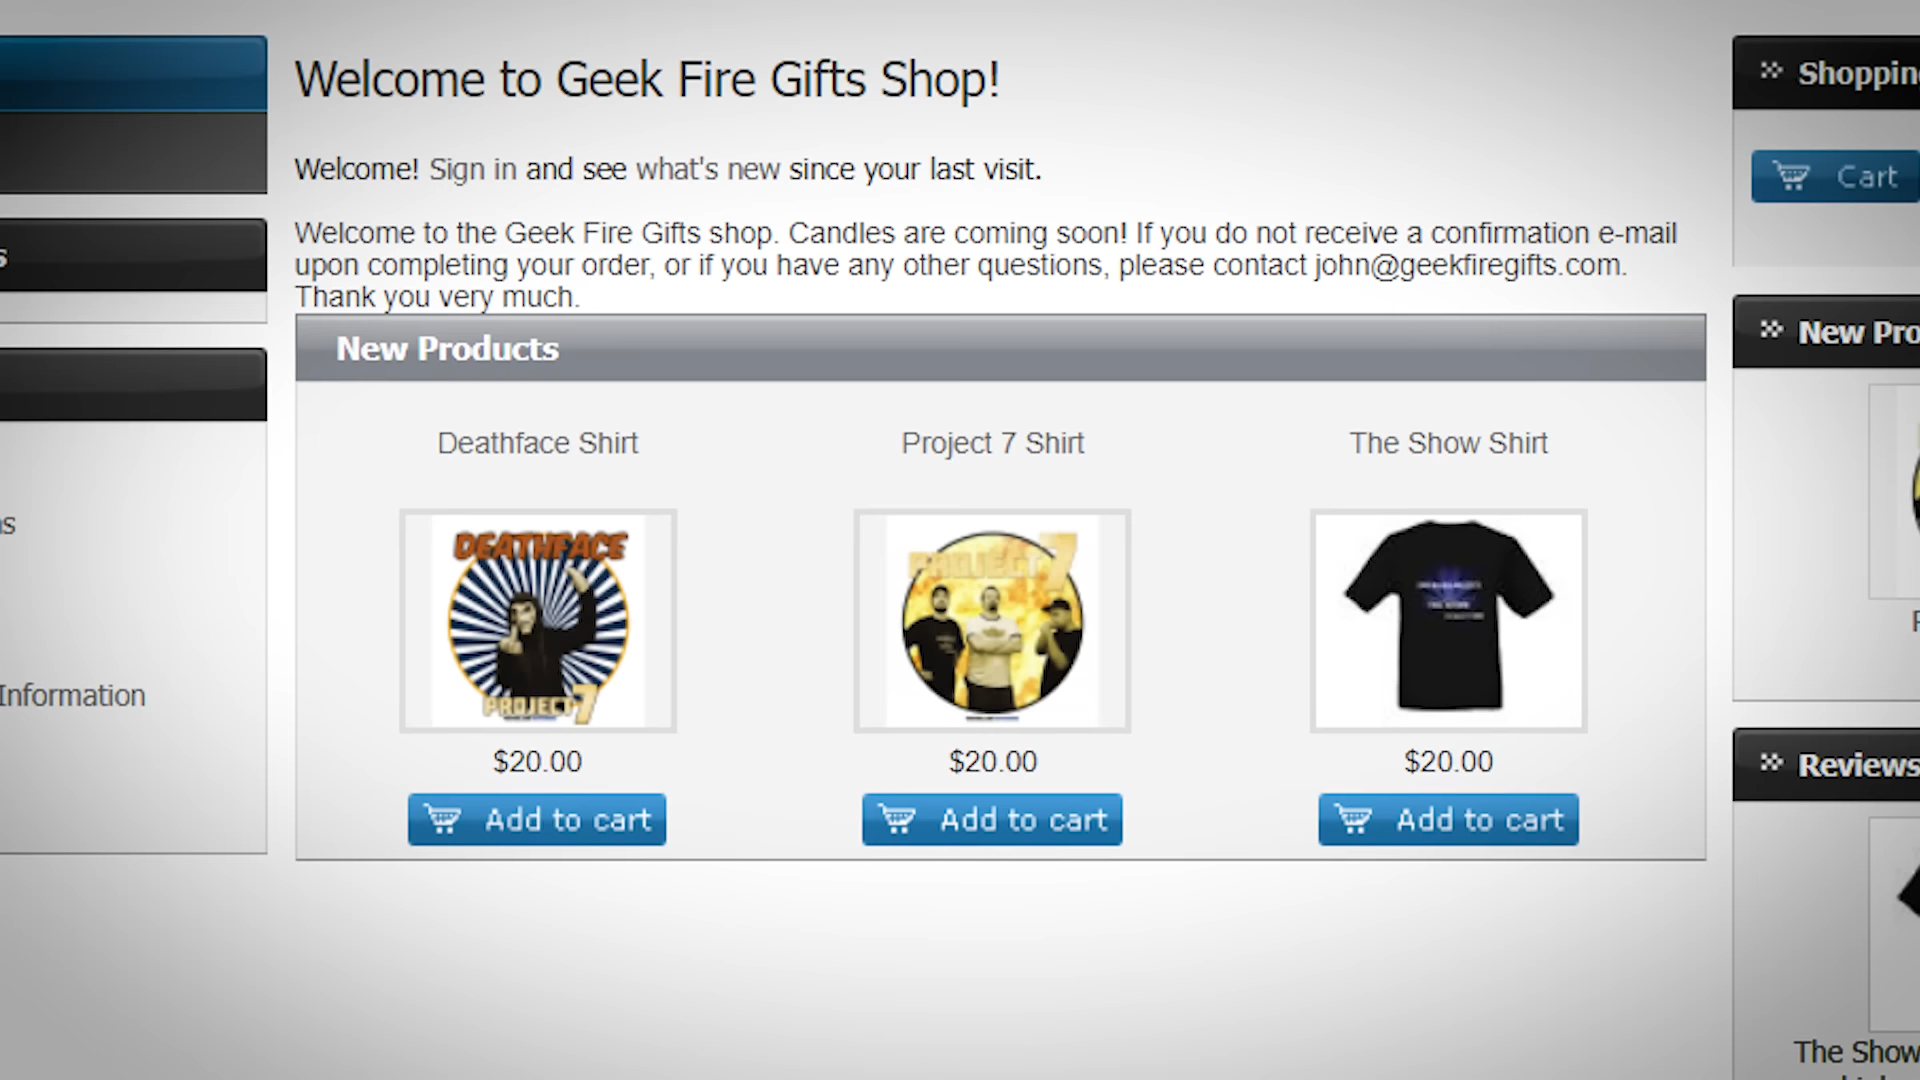 Welcome to Geek Fire Gifts Shop!
Welcome! Sign in and see what's new since your last visit.
Welcome to the Geek Fire Gifts shop. Candles are coming soon! If you do not receive a confirmation e-mail
upon completing your order, or if you have any other questions, please contact john@geekfiregifts.com.
Thank you very much.
New Products
Deathface Shirt
Project 7 Shirt
The Show Shirt
DEATHFACE
PROJECT 7
PROJECT 7
$20.00
$20.00
$20.00
Add to cart
Add to cart
Add to cart
Information
Shopping
Cart
New Pro
Reviews
The Show